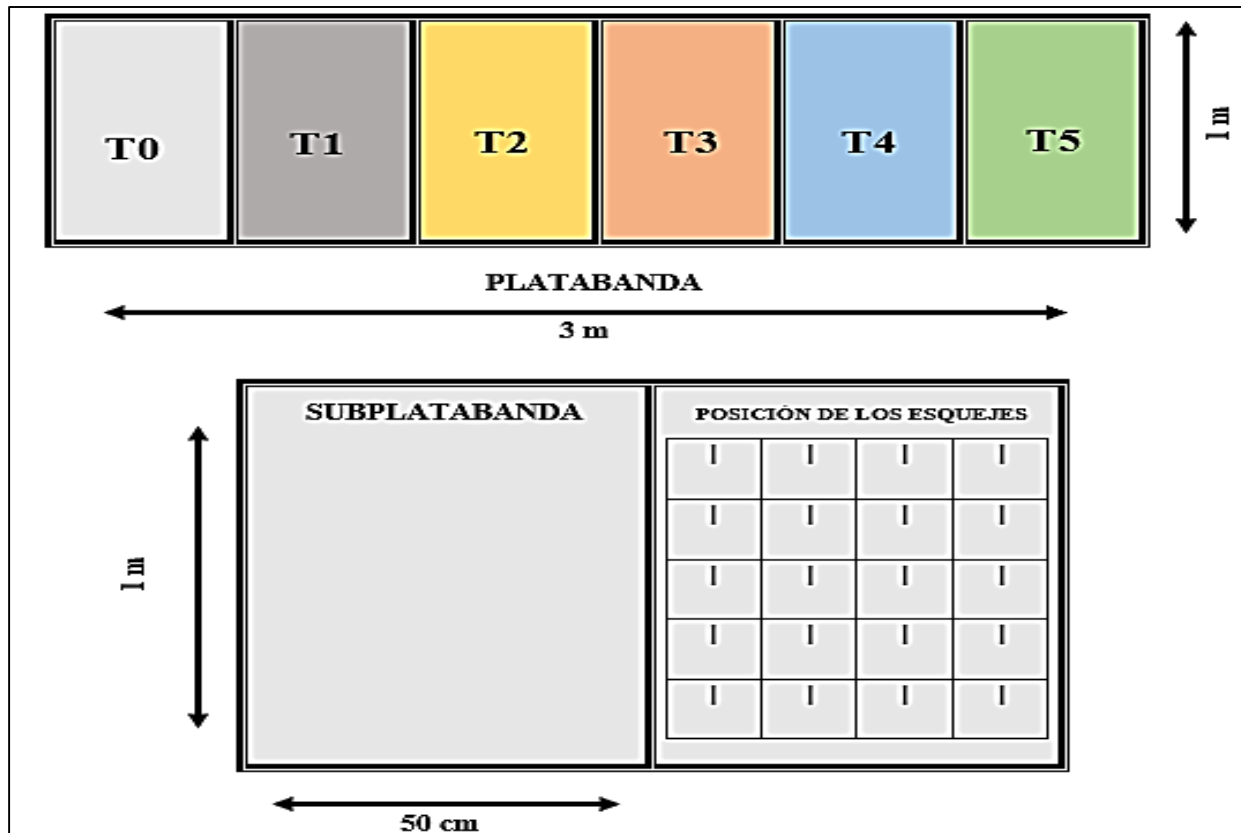 T0 T1 T2 T3 T4 T5
1 m
PLATABANDA
3 m
SUBPLATABANDA
POSICIÓN DE LOS ESQUEJES
I I I I
I I I I
I I I I
I I I I
I I I I
1 m
50 cm